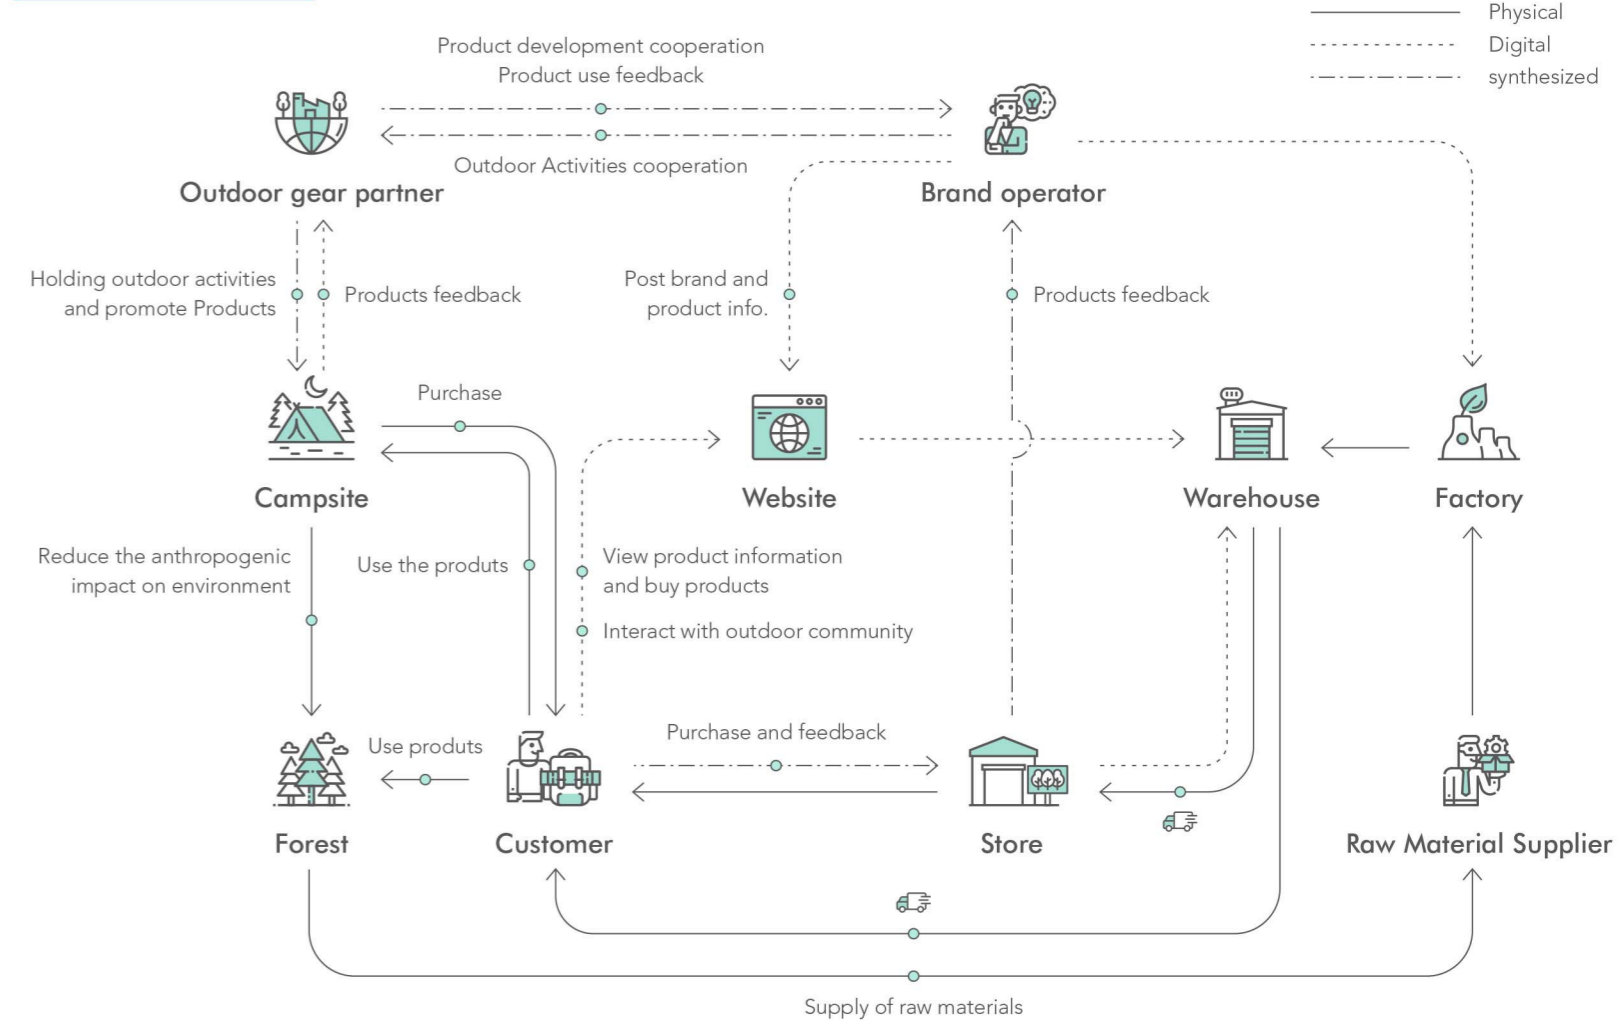 Physical
Digital
synthesized
Product development cooperation
Product use feedback
Outdoor Activities cooperation
Outdoor gear partner
Brand operator
Holding outdoor activities
and promote Products
Products feedback
Post brand and
product info.
Products feedback
Purchase
Campsite
Website
Warehouse
Factory
Reduce the anthropogenic
impact on environment
Use the produts
View product information
and buy products
Interact with outdoor community
Use produts
Purchase and feedback
Forest
Customer
Store
Raw Material Supplier
Supply of raw materials